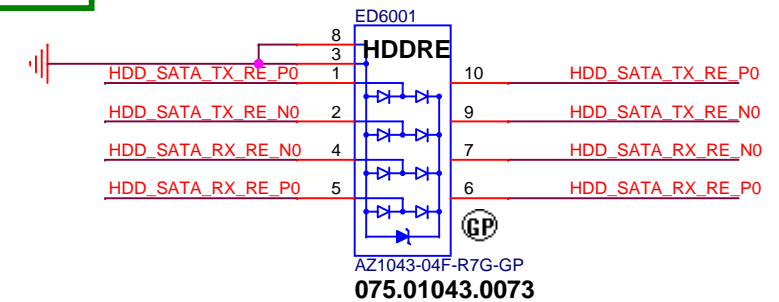 ED6001
HDDRE
8
3
HDD_SATA_TX_RE_P0 1 10 HDD_SATA_TX_RE_P0
HDD_SATA_TX_RE_N0 2 9 HDD_SATA_TX_RE_N0
HDD_SATA_RX_RE_N0 4 7 HDD_SATA_RX_RE_N0
HDD_SATA_RX_RE_P0 5 6 HDD_SATA_RX_RE_P0
GP
AZ1043-04F-R7G-GP
075.01043.0073